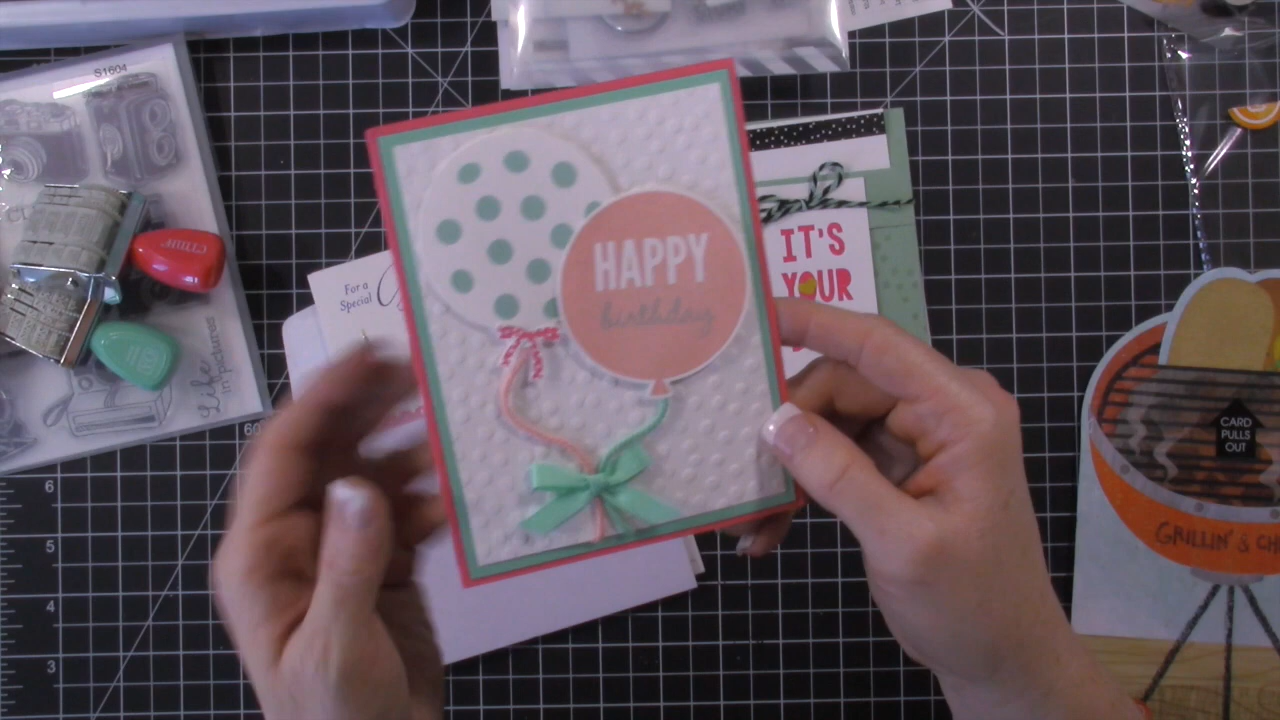 S1604
For a
Special
HAPPY
birthday
IT'S
YOUR
Life
in pictures
CARD
PULLS
OUT
GRILLIN' & CH
60
6
5
4
3